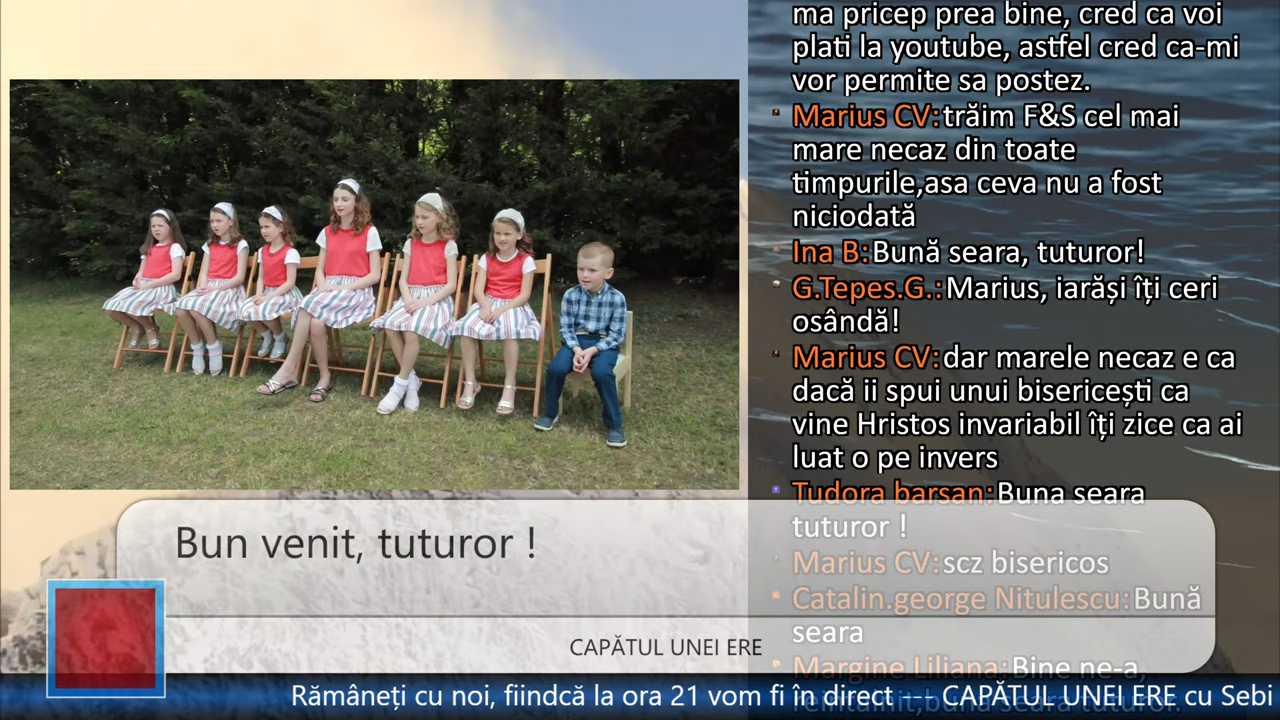 ma pricep prea bine, cred ca voi
plati la youtube, astfel cred ca-mi
vor permite sa postez.
Marius CV:trăim F&S cel mai
mare necaz din toate
timpurile,asa ceva nu a fost
niciodată
Ina B:Bună seara, tuturor!
G.Tepes.G.:Marius, iarăși îți ceri
osândă!
Marius CV:dar marele necaz e ca
dacă ii spui unui bisericești ca
vine Hristos invariabil îți zice ca ai
luat o pe invers
Tudora barsan:Buna seara
tuturor !
Marius CV:scz bisericos
Catalin.george Nitulescu:Bună
seara
Margine Liliana:Bine ne-a,
reintalnit,buna seara tuturor.
Bun venit, tuturor !
CAPĂTUL UNEI ERE
Rămâneți cu noi, fiindcă la ora 21 vom fi în direct --- CAPĂTUL UNEI ERE cu Sebi